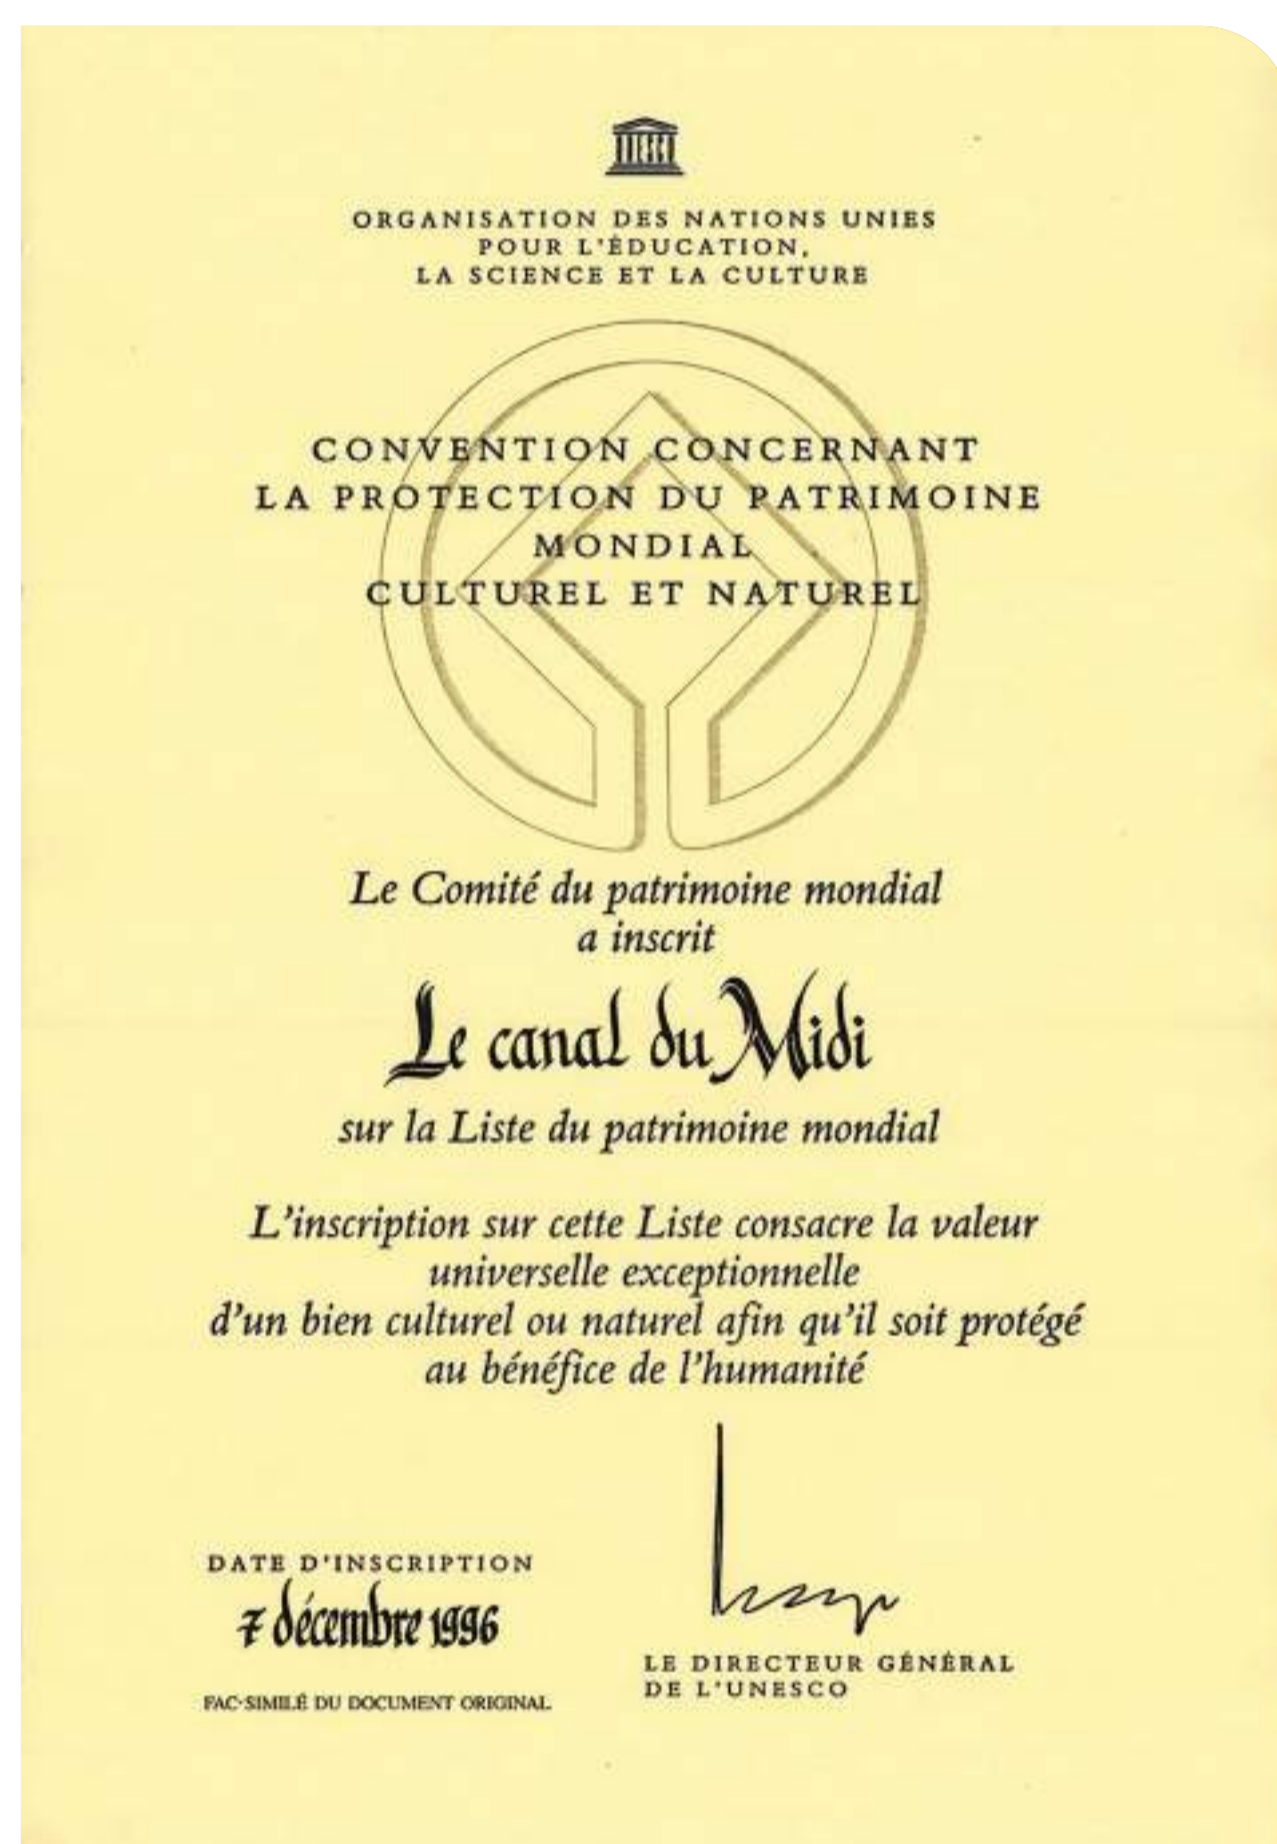 ORGANISATION DES NATIONS UNIES
POUR L'ÉDUCATION,
LA SCIENCE ET LA CULTURE
CONVENTION CONCERNANT
LA PROTECTION DU PATRIMOINE
MONDIAL
CULTUREL ET NATUREL
Le Comité du patrimoine mondial
a inscrit
Le canal du Midi
sur la Liste du patrimoine mondial
L'inscription sur cette Liste consacre la valeur
universelle exceptionnelle
d'un bien culturel ou naturel afin qu'il soit protégé
au bénéfice de l'humanité
DATE D'INSCRIPTION
7 décembre 1996
FAC-SIMILÉ DU DOCUMENT ORIGINAL
LE DIRECTEUR GÉNÉRAL
DE L'UNESCO